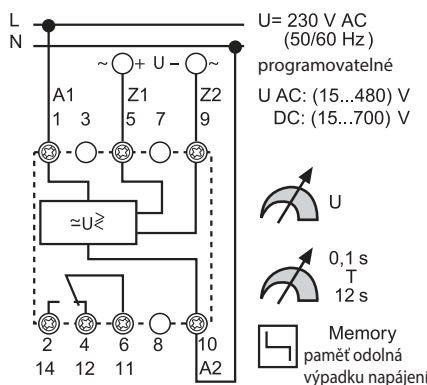 L
N
U= 230 V AC
(50/60 Hz)
~ + U – ~
programovatelné
A1 Z1 Z2
1 3 5 7 9
U AC: (15...480) V
DC: (15...700) V
≃U≷
U
0,1 s
T
12 s
2 4 6 8 10
14 12 11 A2
Memory
paměť odolná
výpadku napájení